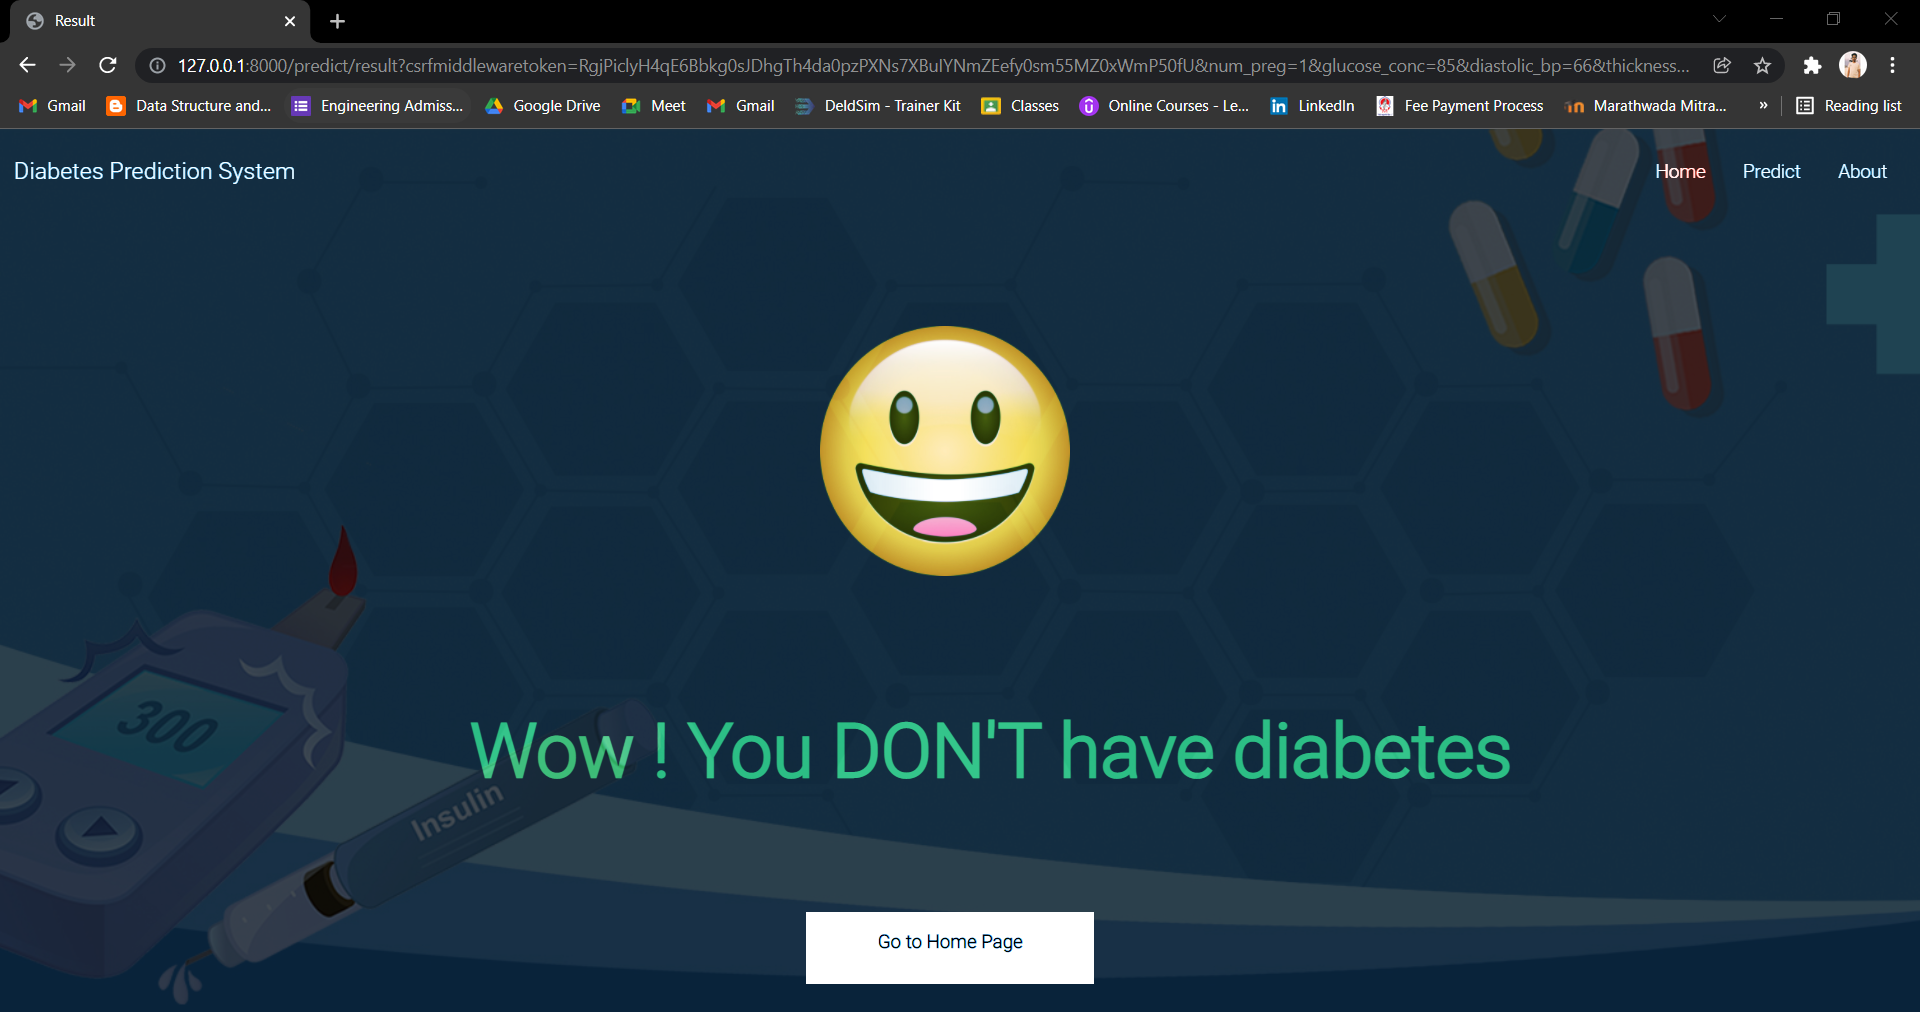 Result
127.0.0.1:8000/predict/result?csrfmiddlewaretoken=RgjPiclyH4qE6Bbkg0sJDhgTh4da0pzPXNs7XBuIYNmZEefy0sm55MZ0xWmP50fU&num_preg=1&glucose_conc=85&diastolic_bp=66&thickness...
Gmail Data Structure and... Engineering Admiss... Google Drive Meet Gmail DeldSim - Trainer Kit Classes Online Courses - Le... LinkedIn Fee Payment Process Marathwada Mitra... » Reading list
Diabetes Prediction System Home Predict About
300
Wow ! You DON'T have diabetes
Insulin
Go to Home Page